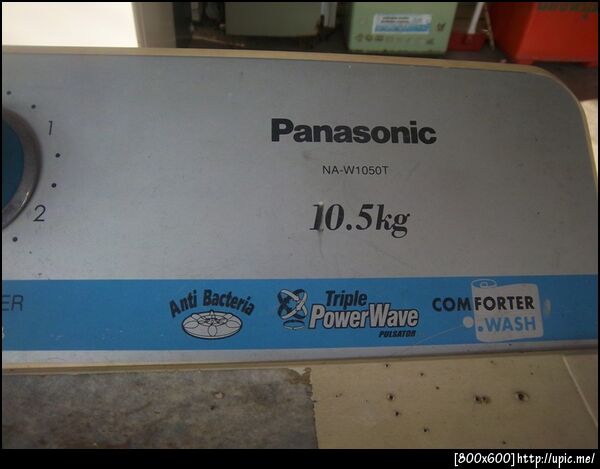 1
Panasonic
NA-W1050T
2
10.5kg
ER
Anti Bacteria
Triple
PowerWave
PULSATOR
COMFORTER
.WASH
[800x600]http://upic.me/